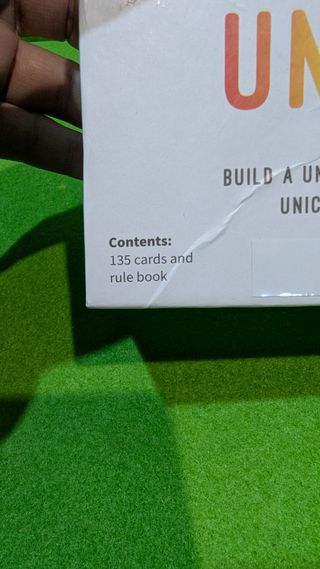 UN
BUILD A UN
UNIC
Contents:
135 cards and
rule book